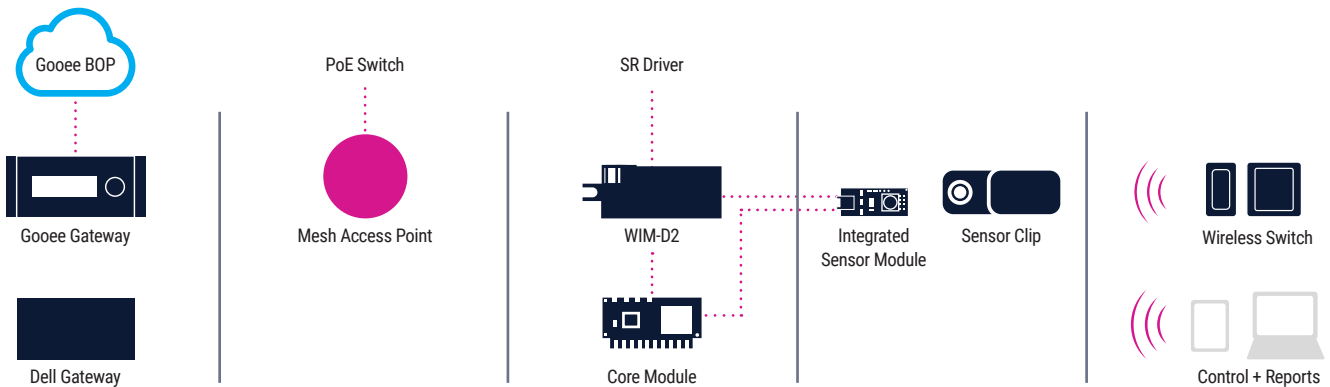 Gooee BOP
Gooee Gateway
Dell Gateway
PoE Switch
Mesh Access Point
SR Driver
WIM-D2
Core Module
Integrated
Sensor Module
Sensor Clip
Wireless Switch
Control + Reports